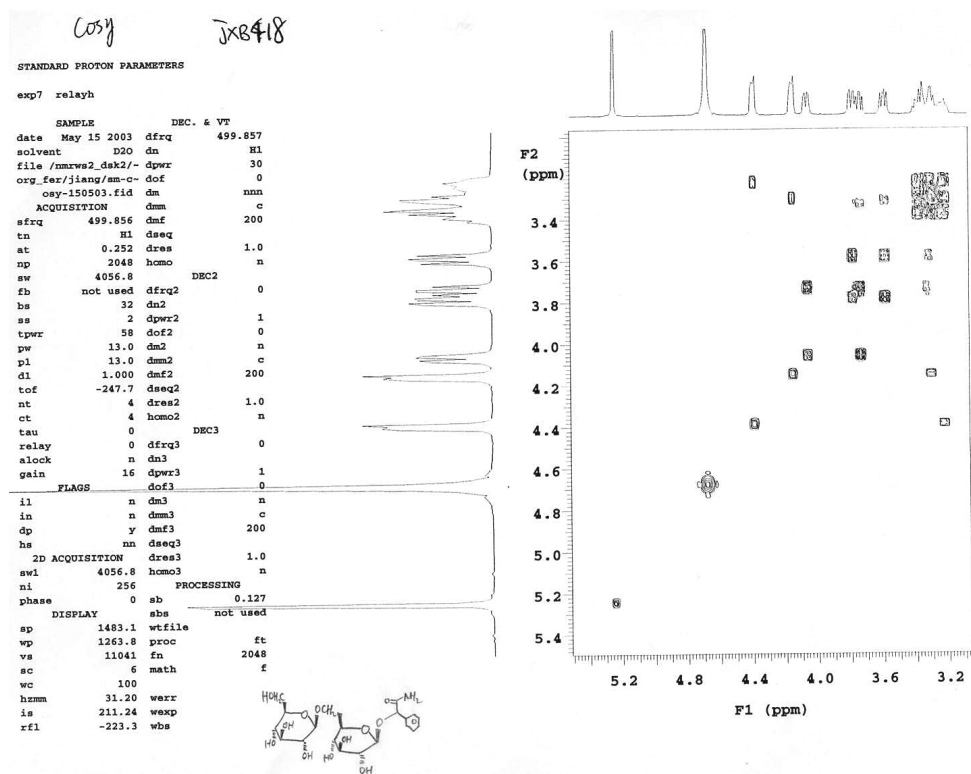 Cosy JXB418
STANDARD PROTON PARAMETERS
exp7 relayh
SAMPLE DEC. & VT
date May 15 2003 dfrq 499.857
solvent D2O dn H1
file /nmrws2_dsk2/~ dpwr 30
org_fer/jiang/sm-c~ dof 0
osy-150503.fid dm nnn
ACQUISITION dmm c
sfrq 499.856 dmf 200
tn H1 dseq
at 0.252 dres 1.0
np 2048 homo n
sw 4056.8 DEC2
fb not used dfrq2 0
bs 32 dn2
ss 2 dpwr2 1
tpwr 58 dof2 0
pw 13.0 dm2 n
p1 13.0 dmm2 c
d1 1.000 dmf2 200
tof -247.7 dseq2
nt 4 dres2 1.0
ct 4 homo2 n
tau 0 DEC3
relay 0 dfrq3 0
alock n dn3
gain 16 dpwr3 1
FLAGS dof3 0
il n dm3 n
in n dmm3 c
dp y dmf3 200
hs nn dseq3
2D ACQUISITION dres3 1.0
sw1 4056.8 homo3 n
ni 256 PROCESSING
phase 0 sb 0.127
DISPLAY sbs not used
sp 1483.1 wtfile
wp 1263.8 proc ft
vs 11041 fn 2048
sc 6 math f
wc 100
hzmm 31.20 werr
is 211.24 wexp
rf1 -223.3 wbs
F2
(ppm)
3.4
3.6
3.8
4.0
4.2
4.4
4.6
4.8
5.0
5.2
5.4
5.2 4.8 4.4 4.0 3.6 3.2
F1 (ppm)
HOH2C O OCH2 O O NH2
OH HO OH O OH HO OH